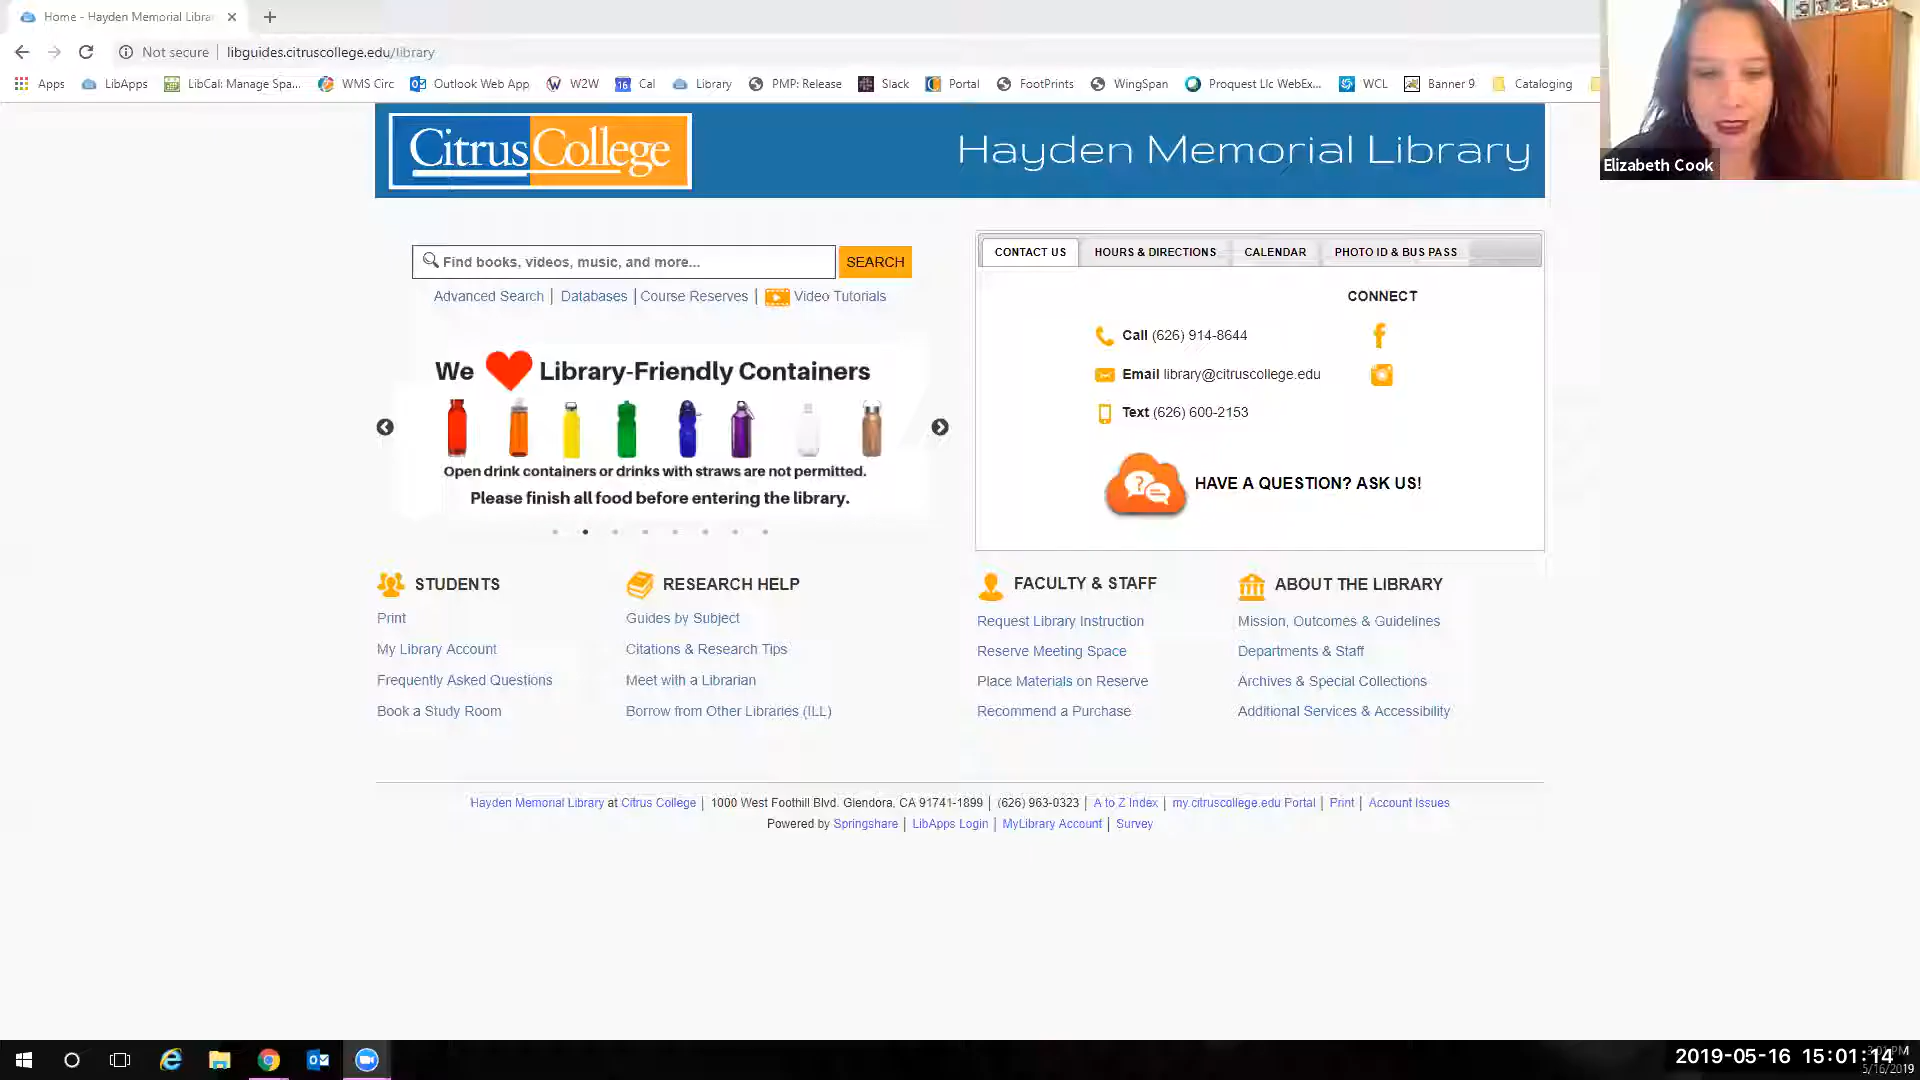 Home - Hayden Memorial Librar
Not secure
libguides.citruscollege.edu/library
Apps LibApps LibCal: Manage Spa... WMS Circ Outlook Web App W2W 16 Cal Library PMP: Release Slack Portal FootPrints WingSpan Proquest Llc WebEx... WCL Banner 9 Cataloging
Citrus College
Hayden Memorial Library
Elizabeth Cook
Find books, videos, music, and more...
SEARCH
Advanced Search | Databases | Course Reserves | Video Tutorials
We Library-Friendly Containers
Open drink containers or drinks with straws are not permitted.
Please finish all food before entering the library.
CONTACT US HOURS & DIRECTIONS CALENDAR PHOTO ID & BUS PASS
CONNECT
Call (626) 914-8644
Email library@citruscollege.edu
Text (626) 600-2153
HAVE A QUESTION? ASK US!
STUDENTS
Print
My Library Account
Frequently Asked Questions
Book a Study Room
RESEARCH HELP
Guides by Subject
Citations & Research Tips
Meet with a Librarian
Borrow from Other Libraries (ILL)
FACULTY & STAFF
Request Library Instruction
Reserve Meeting Space
Place Materials on Reserve
Recommend a Purchase
ABOUT THE LIBRARY
Mission, Outcomes & Guidelines
Departments & Staff
Archives & Special Collections
Additional Services & Accessibility
Hayden Memorial Library at Citrus College | 1000 West Foothill Blvd. Glendora, CA 91741-1899 | (626) 963-0323 | A to Z Index | my.citruscollege.edu Portal | Print | Account Issues
Powered by Springshare | LibApps Login | MyLibrary Account | Survey
2019-05-16 15:01:14
5/16/2019